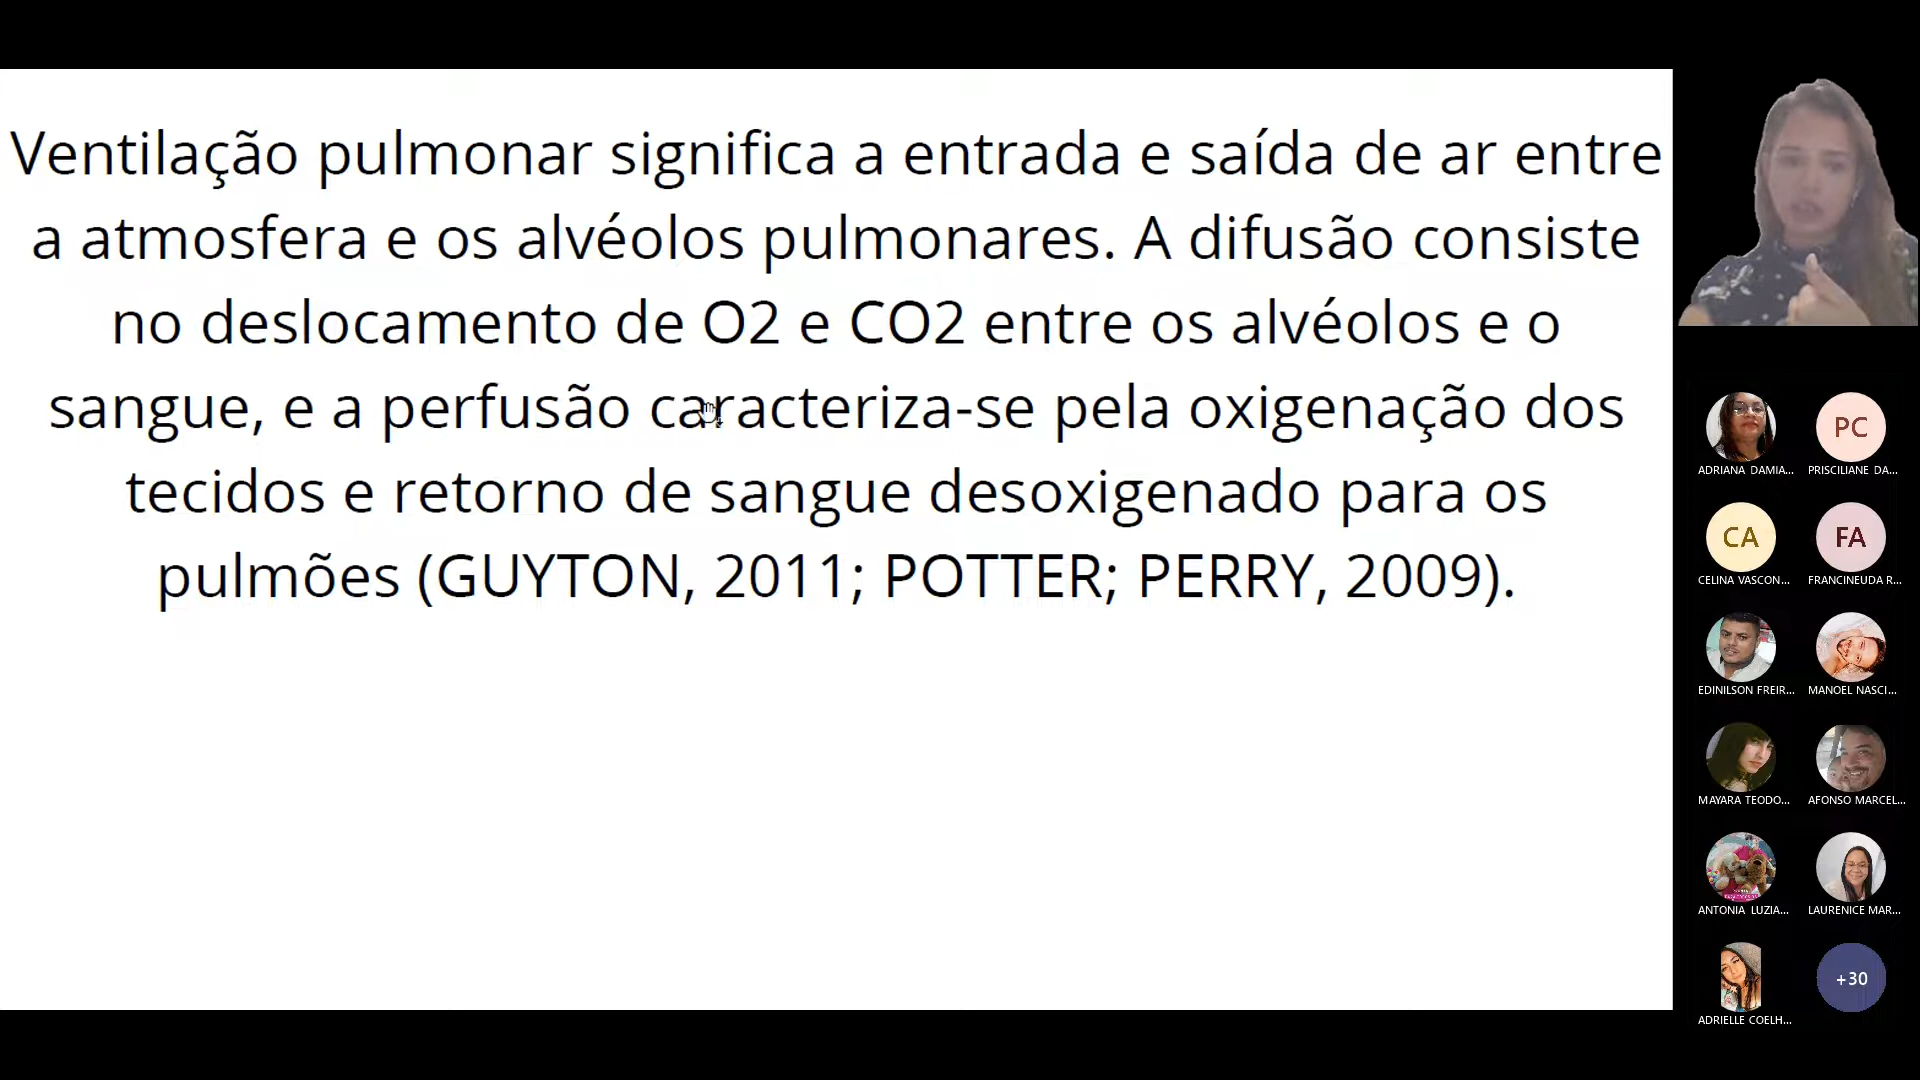 Ventilação pulmonar significa a entrada e saída de ar entre
a atmosfera e os alvéolos pulmonares. A difusão consiste
no deslocamento de O2 e CO2 entre os alvéolos e o
sangue, e a perfusão caracteriza-se pela oxigenação dos
tecidos e retorno de sangue desoxigenado para os
pulmões (GUYTON, 2011; POTTER; PERRY, 2009).
PC
ADRIANA DAMIA...
PRISCILIANE DA...
CA
FA
CELINA VASCON...
FRANCINEUDA R...
EDINILSON FREIR...
MANOEL NASCI...
MAYARA TEODO...
AFONSO MARCEL...
ANTONIA LUZIA...
LAURENICE MAR...
+30
ADRIELLE COELH...